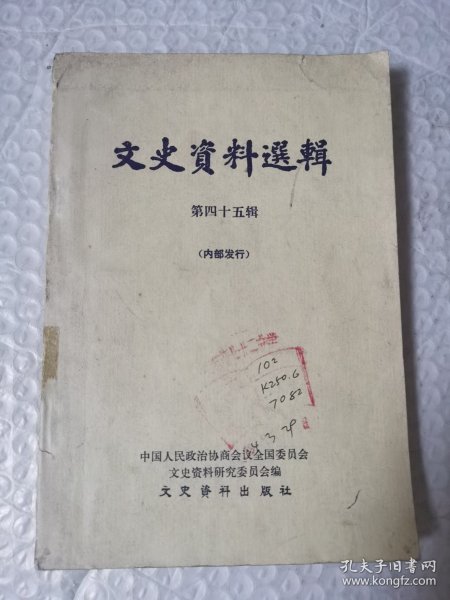 文史資料選輯
第四十五辑
（内部发行）
102
K250.6
7082
中国人民政治协商会议全国委员会
文史资料研究委员会编
文史资料出版社
孔夫子旧书网
www.kongfz.com